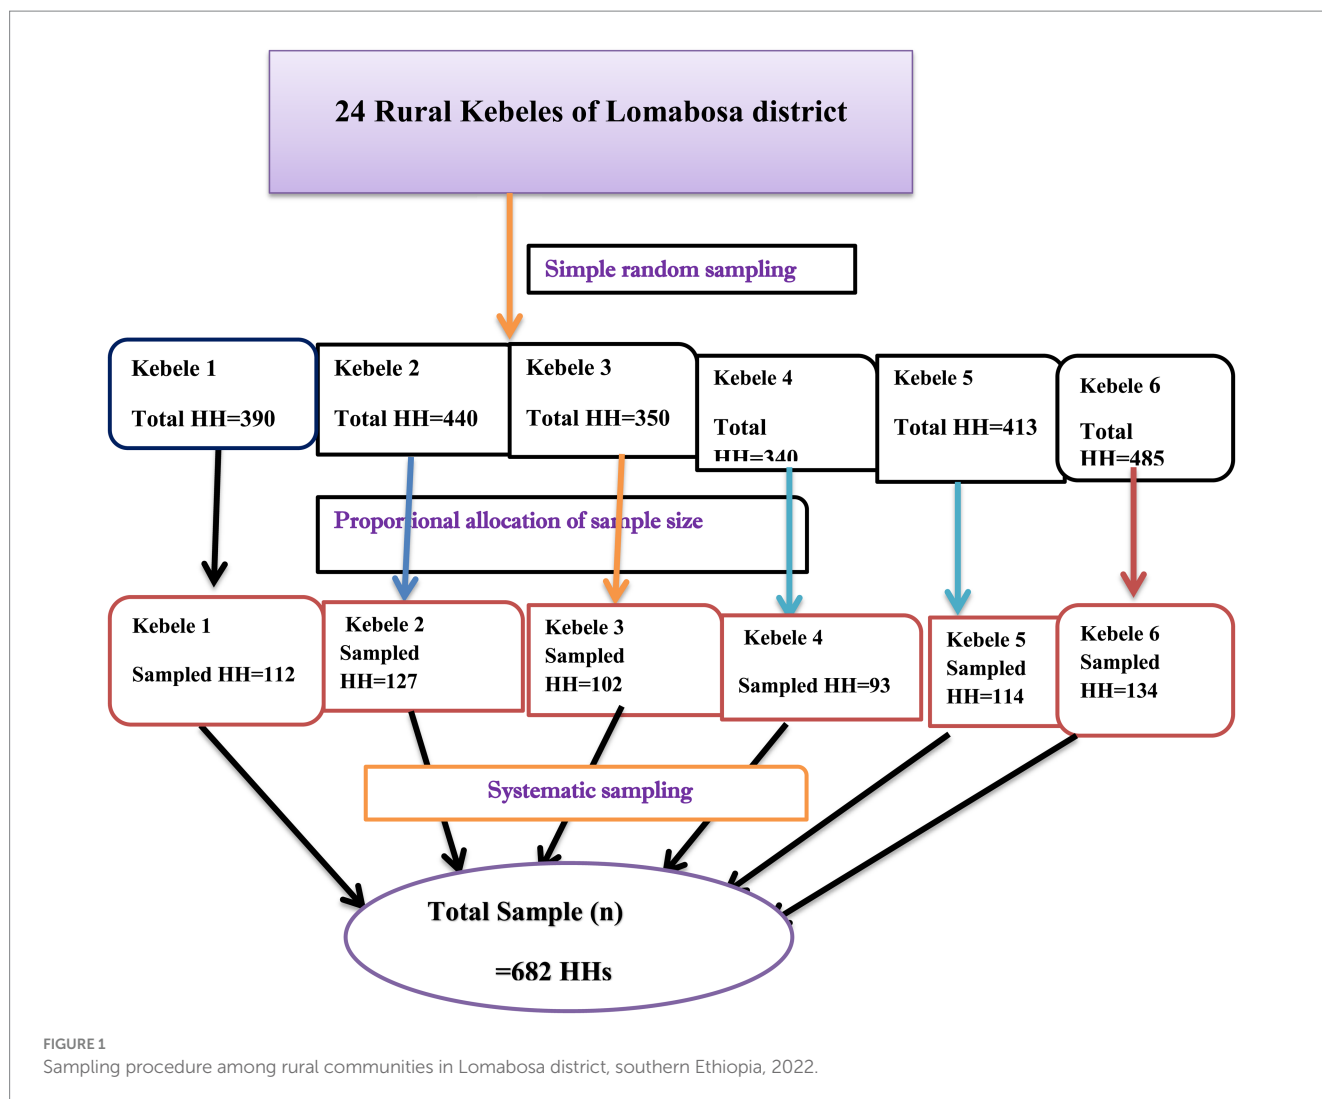 24 Rural Kebeles of Lomabosa district
Simple random sampling
Kebele 1
Total HH=390
Kebele 2
Total HH=440
Kebele 3
Total HH=350
Kebele 4
Total
HH=340
Kebele 5
Total HH=413
Kebele 6
Total
HH=485
Proportional allocation of sample size
Kebele 1
Sampled HH=112
Kebele 2
Sampled
HH=127
Kebele 3
Sampled
HH=102
Kebele 4
Sampled HH=93
Kebele 5
Sampled
HH=114
Kebele 6
Sampled
HH=134
Systematic sampling
Total Sample (n)
=682 HHs
FIGURE 1
Sampling procedure among rural communities in Lomabosa district, southern Ethiopia, 2022.